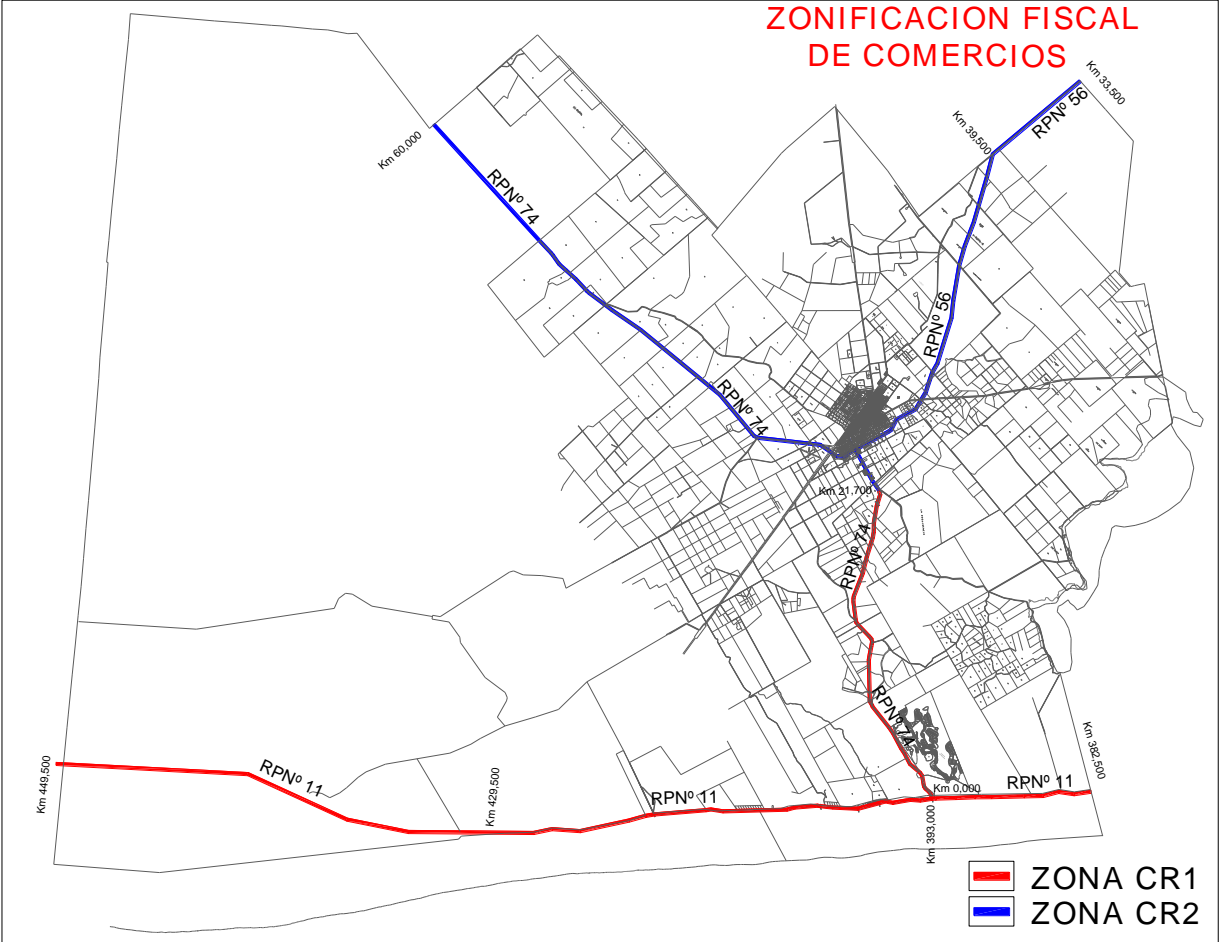 ZONIFICACION FISCAL
DE COMERCIOS
Km 33,500
RPNº 56
Km 39,500
Km 60,000
RPNº 74
RPNº 56
RPNº 74
Km 21,700
RPNº 74
RPNº 74
Km 449,500
RPNº 11
Km 429,500
RPNº 11
Km 0,000
RPNº 11
Km 382,500
Km 393,000
ZONA CR1
ZONA CR2